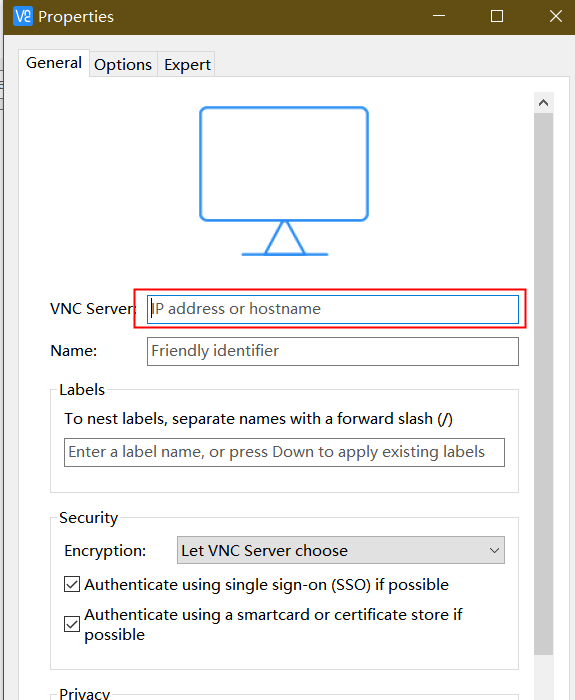 Properties
General Options Expert
VNC Server: IP address or hostname
Name: Friendly identifier
Labels
To nest labels, separate names with a forward slash (/)
Enter a label name, or press Down to apply existing labels
Security
Encryption: Let VNC Server choose
Authenticate using single sign-on (SSO) if possible
Authenticate using a smartcard or certificate store if
possible
Privacy